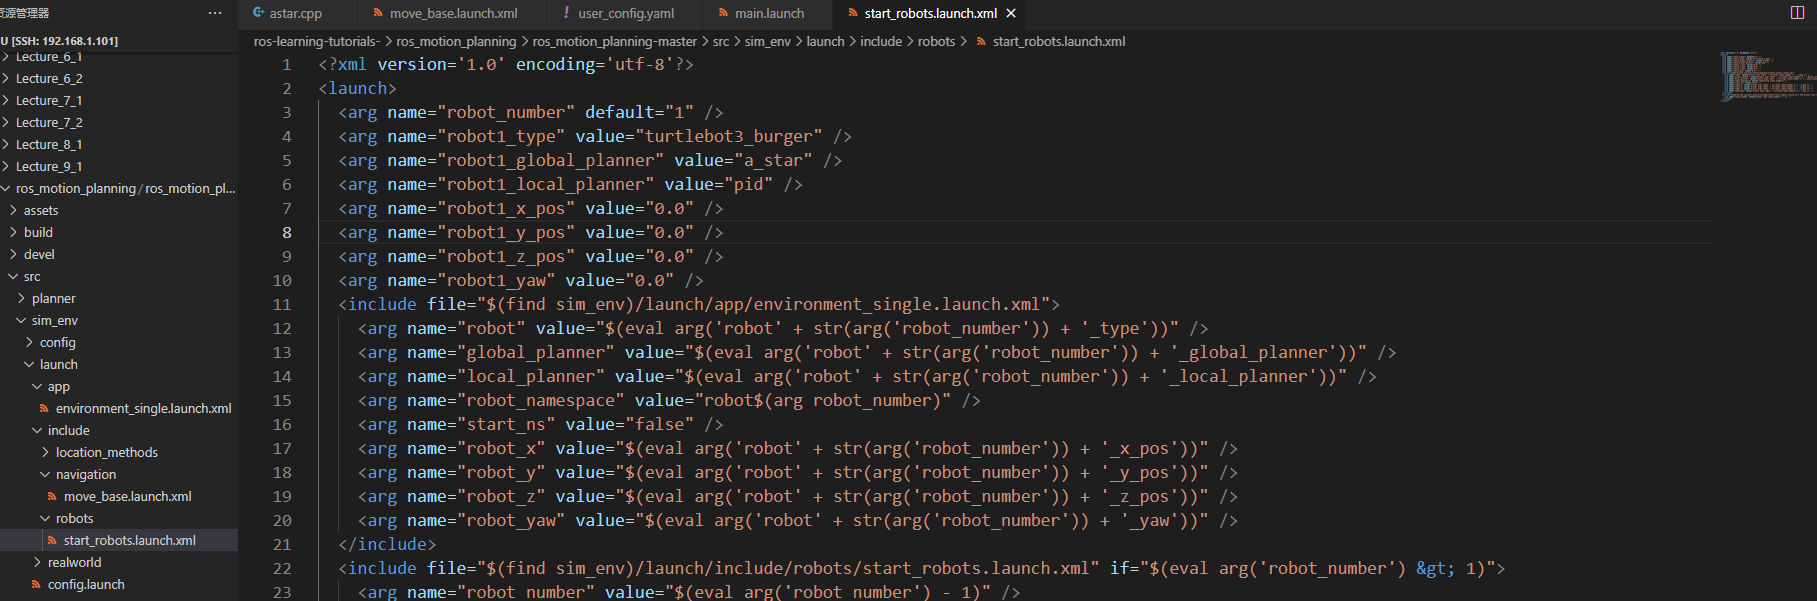 资源管理器
···
U [SSH: 192.168.1.101]
Lecture_6_1
Lecture_6_2
Lecture_7_1
Lecture_7_2
Lecture_8_1
Lecture_9_1
ros_motion_planning/ros_motion_pl...
assets
build
devel
src
planner
sim_env
config
launch
app
environment_single.launch.xml
include
location_methods
navigation
move_base.launch.xml
robots
start_robots.launch.xml
realworld
config.launch
astar.cpp
move_base.launch.xml
! user_config.yaml
main.launch
start_robots.launch.xml ×
ros-learning-tutorials- > ros_motion_planning > ros_motion_planning-master > src > sim_env > launch > include > robots > start_robots.launch.xml
1 <?xml version='1.0' encoding='utf-8'?>
2 <launch>
3 <arg name="robot_number" default="1" />
4 <arg name="robot1_type" value="turtlebot3_burger" />
5 <arg name="robot1_global_planner" value="a_star" />
6 <arg name="robot1_local_planner" value="pid" />
7 <arg name="robot1_x_pos" value="0.0" />
8 <arg name="robot1_y_pos" value="0.0" />
9 <arg name="robot1_z_pos" value="0.0" />
10 <arg name="robot1_yaw" value="0.0" />
11 <include file="$(find sim_env)/launch/app/environment_single.launch.xml">
12 <arg name="robot" value="$(eval arg('robot' + str(arg('robot_number')) + '_type'))" />
13 <arg name="global_planner" value="$(eval arg('robot' + str(arg('robot_number')) + '_global_planner'))" />
14 <arg name="local_planner" value="$(eval arg('robot' + str(arg('robot_number')) + '_local_planner'))" />
15 <arg name="robot_namespace" value="robot$(arg robot_number)" />
16 <arg name="start_ns" value="false" />
17 <arg name="robot_x" value="$(eval arg('robot' + str(arg('robot_number')) + '_x_pos'))" />
18 <arg name="robot_y" value="$(eval arg('robot' + str(arg('robot_number')) + '_y_pos'))" />
19 <arg name="robot_z" value="$(eval arg('robot' + str(arg('robot_number')) + '_z_pos'))" />
20 <arg name="robot_yaw" value="$(eval arg('robot' + str(arg('robot_number')) + '_yaw'))" />
21 </include>
22 <include file="$(find sim_env)/launch/include/robots/start_robots.launch.xml" if="$(eval arg('robot_number') &gt; 1)">
23 <arg name="robot_number" value="$(eval arg('robot_number') - 1)" />